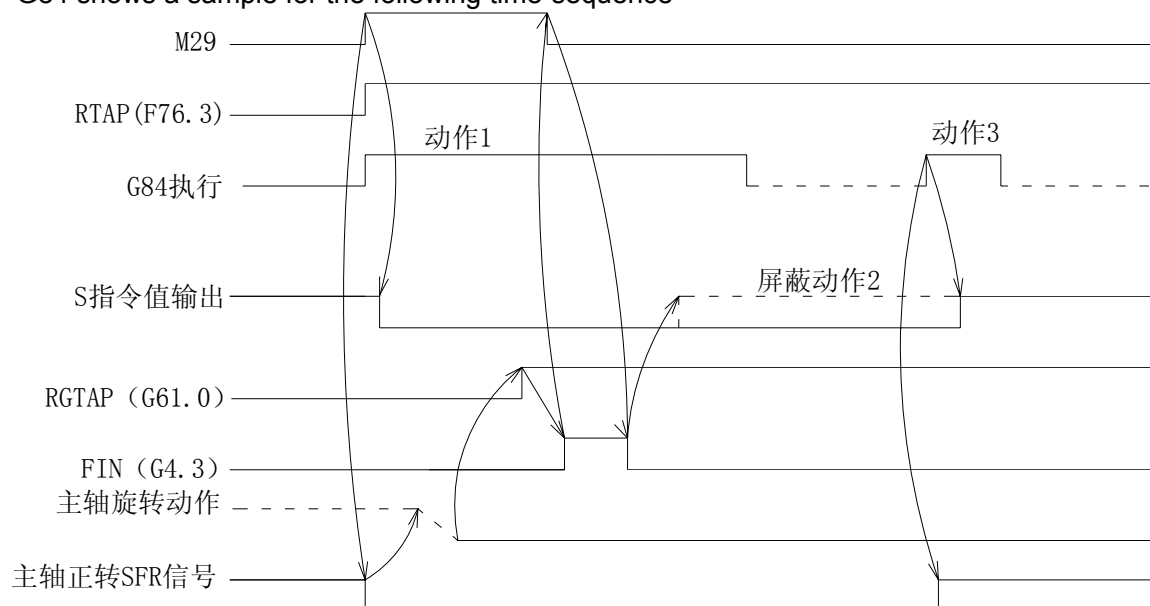 G84 shows a sample for the following time sequence
M29
RTAP(F76.3)
动作1
动作3
G84执行
屏蔽动作2
S指令值输出
RGTAP（G61.0）
FIN（G4.3）
主轴旋转动作
主轴正转SFR信号